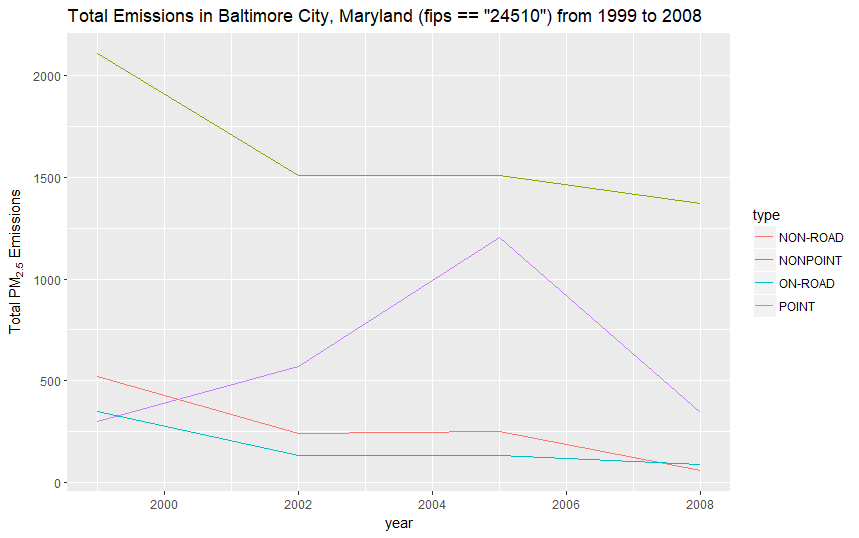 Total Emissions in Baltimore City, Maryland (fips == "24510") from 1999 to 2008
Total PM2.5 Emissions
2000
1500
1000
500
0
2000
2002
2004
2006
2008
year
type
NON-ROAD
NONPOINT
ON-ROAD
POINT